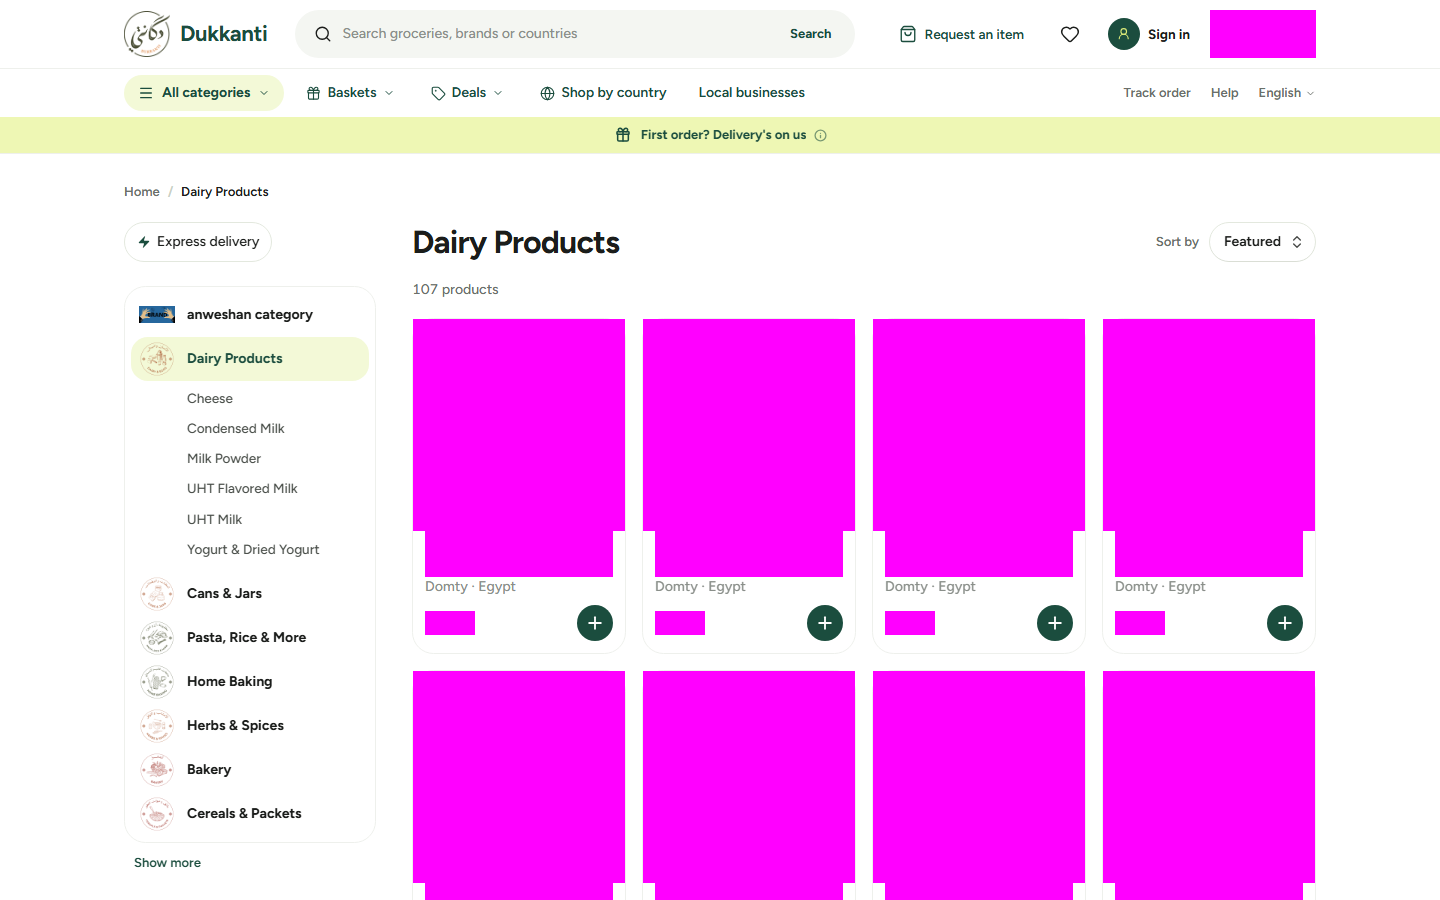 دكانتي
Dukkanti
Search groceries, brands or countries
Search
Request an item
Sign in
All categories
Baskets
Deals
Shop by country
Local businesses
Track order
Help
English
First order? Delivery's on us
Home / Dairy Products
Express delivery
Dairy Products
Sort by
Featured
107 products
anweshan category
Dairy Products
Cheese
Condensed Milk
Milk Powder
UHT Flavored Milk
UHT Milk
Yogurt & Dried Yogurt
Cans & Jars
Pasta, Rice & More
Home Baking
Herbs & Spices
Bakery
Cereals & Packets
Show more
Domty · Egypt
Domty · Egypt
Domty · Egypt
Domty · Egypt